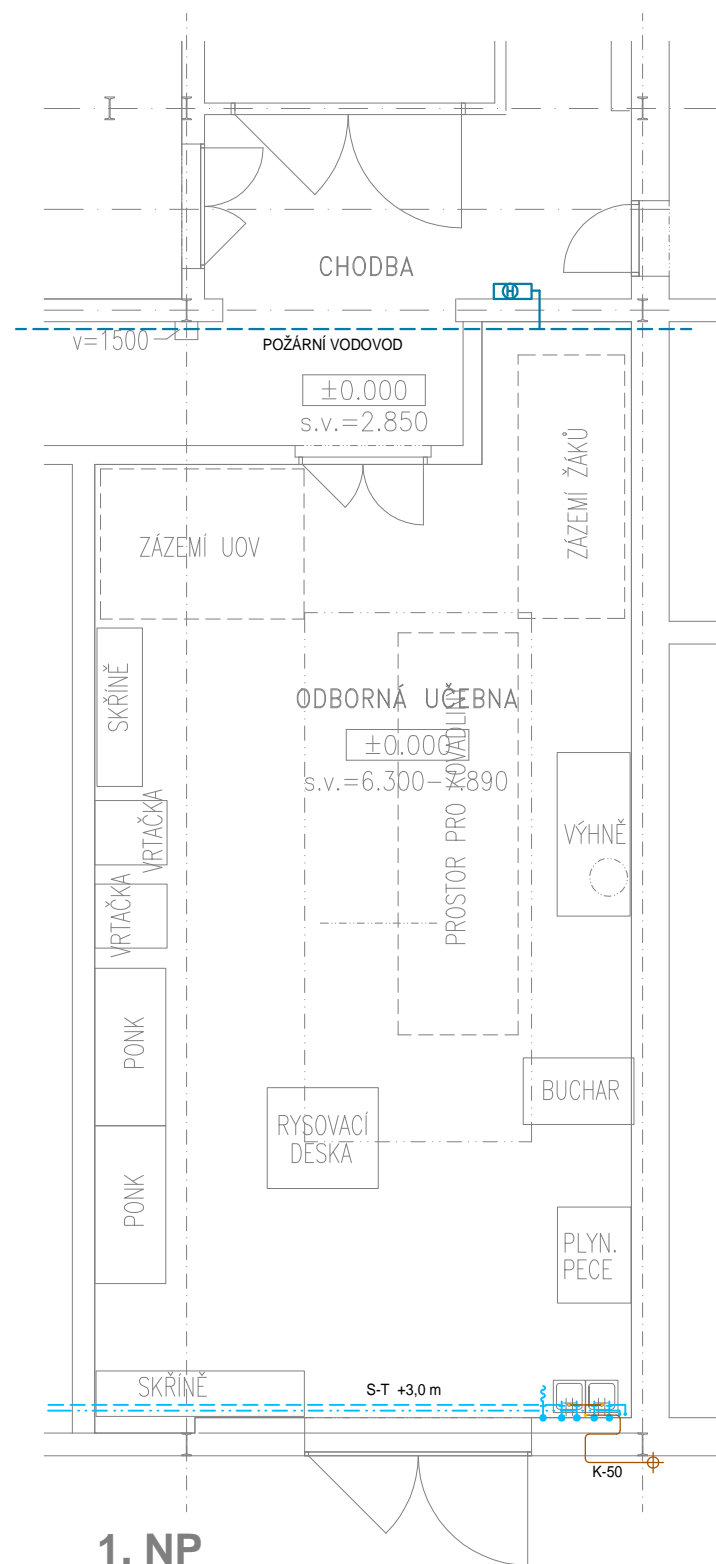 CHODBA
v=1500
POŽÁRNÍ VODOVOD
±0.000
s.v.=2.850
ZÁZEMÍ ŽÁKŮ
ZÁZEMÍ UOV
SKŘÍNĚ
ODBORNÁ UČEBNA
±0.000
s.v.=6.300-7.890
PROSTOR PRO KOVADLINY
VRTAČKA
VÝHNĚ
VRTAČKA
PONK
BUCHAR
RYSOVACÍ
DESKA
PONK
PLYN.
PECE
SKŘÍNĚ
S-T +3,0 m
K-50
1. NP
H